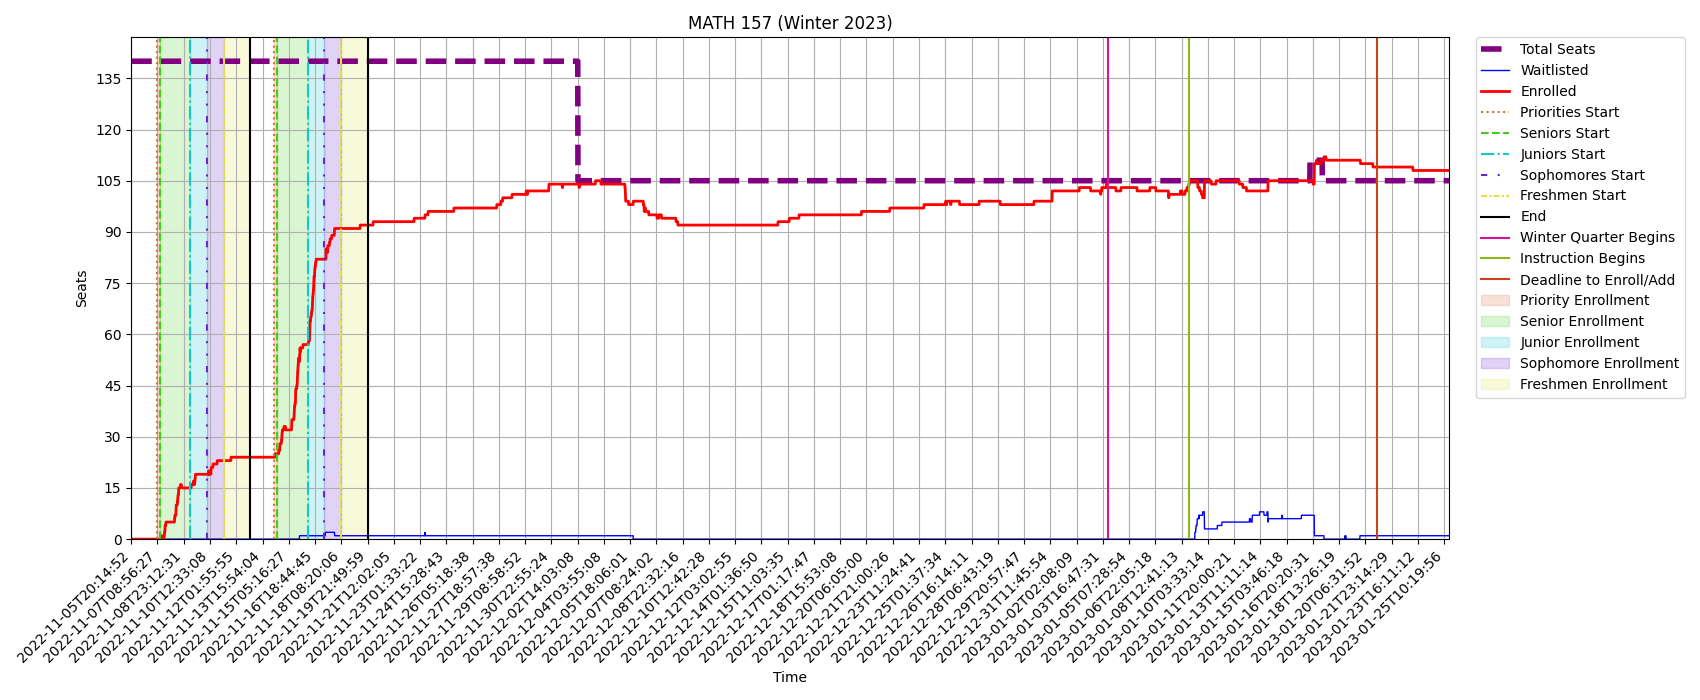 MATH 157 (Winter 2023)
Seats
135
120
105
90
75
60
45
30
15
0
2022-11-05T20:14:52
2022-11-07T08:56:27
2022-11-08T23:12:31
2022-11-10T12:33:08
2022-11-12T01:55:55
2022-11-13T15:54:04
2022-11-15T05:16:27
2022-11-16T18:44:45
2022-11-18T08:20:06
2022-11-19T21:49:59
2022-11-21T12:02:05
2022-11-23T01:33:22
2022-11-24T15:28:43
2022-11-26T05:18:38
2022-11-27T18:57:38
2022-11-29T08:58:52
2022-11-30T22:55:24
2022-12-02T14:03:08
2022-12-04T03:55:08
2022-12-05T18:06:01
2022-12-07T08:24:02
2022-12-08T22:32:16
2022-12-10T12:42:28
2022-12-12T03:02:55
2022-12-14T01:36:50
2022-12-15T11:03:35
2022-12-17T01:17:47
2022-12-18T15:53:08
2022-12-20T06:05:00
2022-12-21T21:00:26
2022-12-23T11:24:41
2022-12-25T01:37:34
2022-12-26T16:14:11
2022-12-28T06:43:19
2022-12-29T20:57:47
2022-12-31T11:45:54
2023-01-02T02:08:09
2023-01-03T16:47:31
2023-01-05T07:28:54
2023-01-06T22:05:18
2023-01-08T12:41:13
2023-01-10T03:33:14
2023-01-11T20:00:21
2023-01-13T11:11:14
2023-01-15T03:46:18
2023-01-16T21:20:31
2023-01-18T13:26:19
2023-01-20T06:31:52
2023-01-21T23:14:29
2023-01-23T16:11:12
2023-01-25T10:19:56
Time
Total Seats
Waitlisted
Enrolled
Priorities Start
Seniors Start
Juniors Start
Sophomores Start
Freshmen Start
End
Winter Quarter Begins
Instruction Begins
Deadline to Enroll/Add
Priority Enrollment
Senior Enrollment
Junior Enrollment
Sophomore Enrollment
Freshmen Enrollment